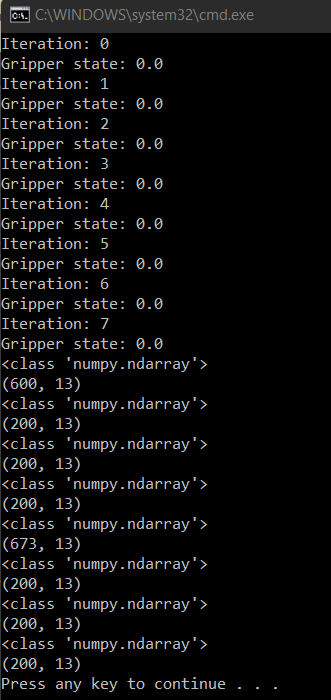 C:\WINDOWS\system32\cmd.exe
Iteration: 0
Gripper state: 0.0
Iteration: 1
Gripper state: 0.0
Iteration: 2
Gripper state: 0.0
Iteration: 3
Gripper state: 0.0
Iteration: 4
Gripper state: 0.0
Iteration: 5
Gripper state: 0.0
Iteration: 6
Gripper state: 0.0
Iteration: 7
Gripper state: 0.0
<class 'numpy.ndarray'>
(600, 13)
<class 'numpy.ndarray'>
(200, 13)
<class 'numpy.ndarray'>
(200, 13)
<class 'numpy.ndarray'>
(200, 13)
<class 'numpy.ndarray'>
(673, 13)
<class 'numpy.ndarray'>
(200, 13)
<class 'numpy.ndarray'>
(200, 13)
<class 'numpy.ndarray'>
(200, 13)
Press any key to continue . . .